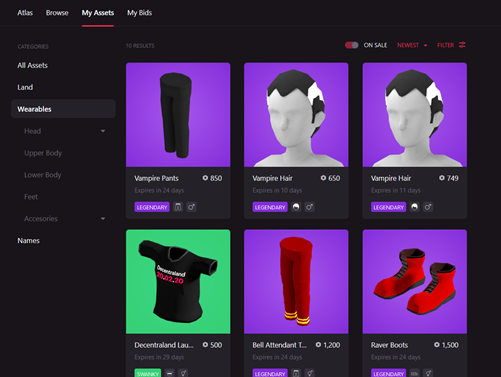 Atlas Browse My Assets My Bids
CATEGORIES
10 RESULTS
ON SALE NEWEST FILTER
All Assets
Land
Wearables
Head
Upper Body
Lower Body
Feet
Accesories
Names
Vampire Pants 850
Expires in 24 days
LEGENDARY
Vampire Hair 650
Expires in 10 days
LEGENDARY
Vampire Hair 749
Expires in 11 days
LEGENDARY
Decentraland
20.02.20
Decentraland Lau... 500
Expires in 29 days
SWANKY
Bell Attendant T... 1,200
Expires in 24 days
LEGENDARY
Raver Boots 1,500
Expires in 24 days
LEGENDARY